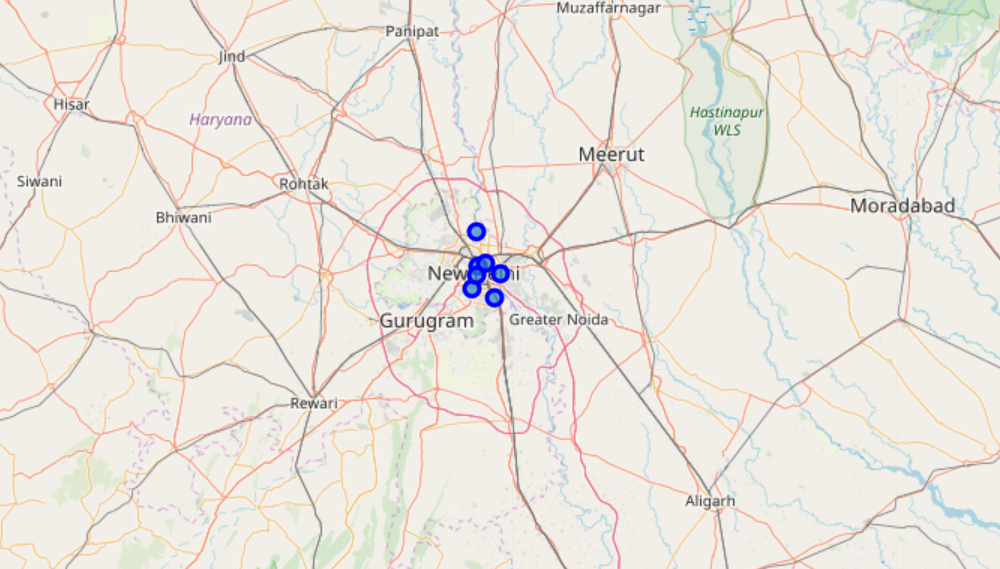 Muzaffarnagar
Panipat
Jind
Hisar
Hastinapur
WLS
Haryana
Meerut
Siwani
Rohtak
Moradabad
Bhiwani
Gurugram
Greater Noida
Rewari
Aligarh